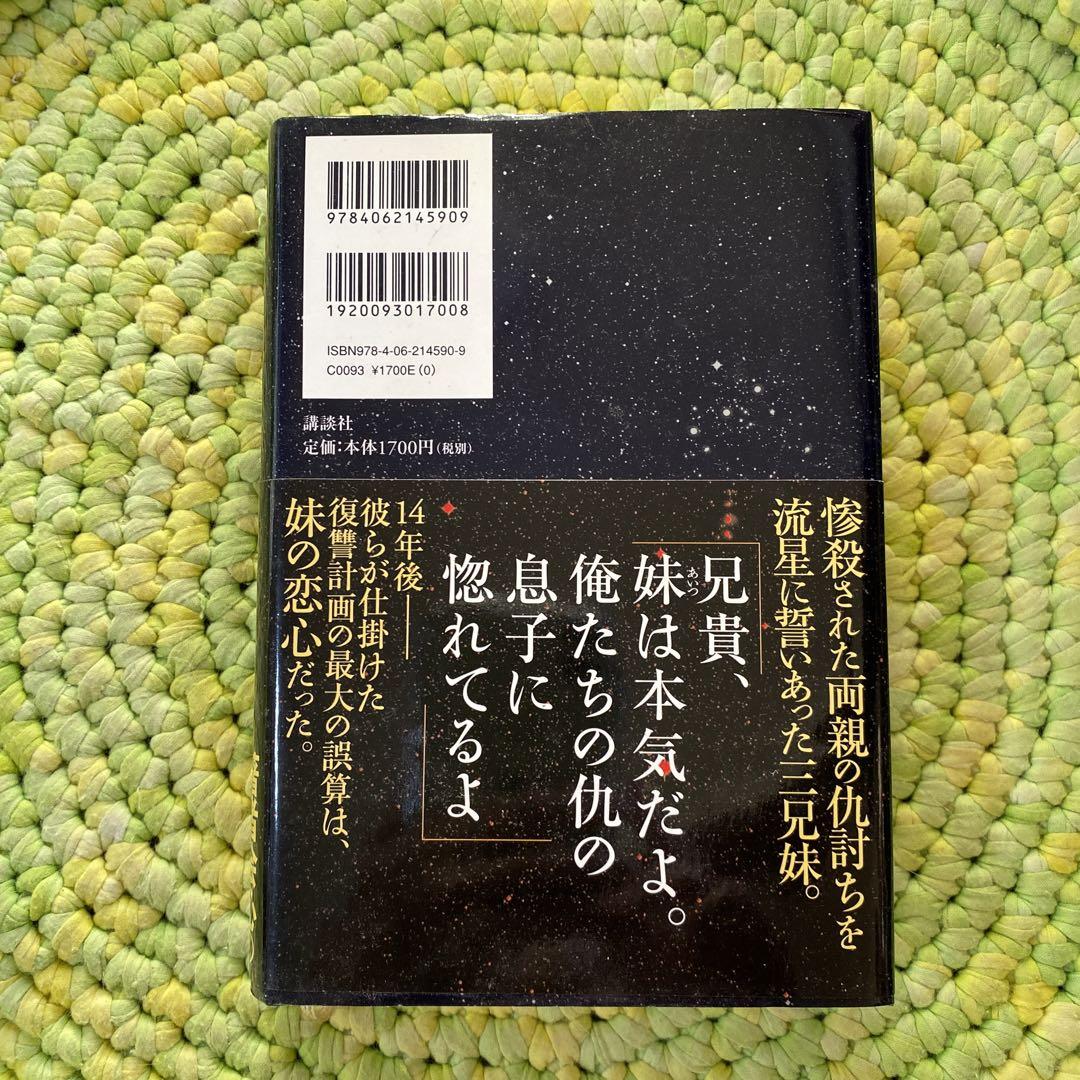 9784062145909
1920093017008
ISBN978-4-06-214590-9
C0093 ¥1700E (0)
講談社
定価:本体1700円(税別)
惨殺された両親の仇討ちを
流星に誓いあった三兄妹。
「兄貴、
妹は本気だよ。
あいつ
俺たちの仇の
息子に
惚れてるよ」
14年後――
彼らが仕掛けた
復讐計画の最大の誤算は、
妹の恋心だった。